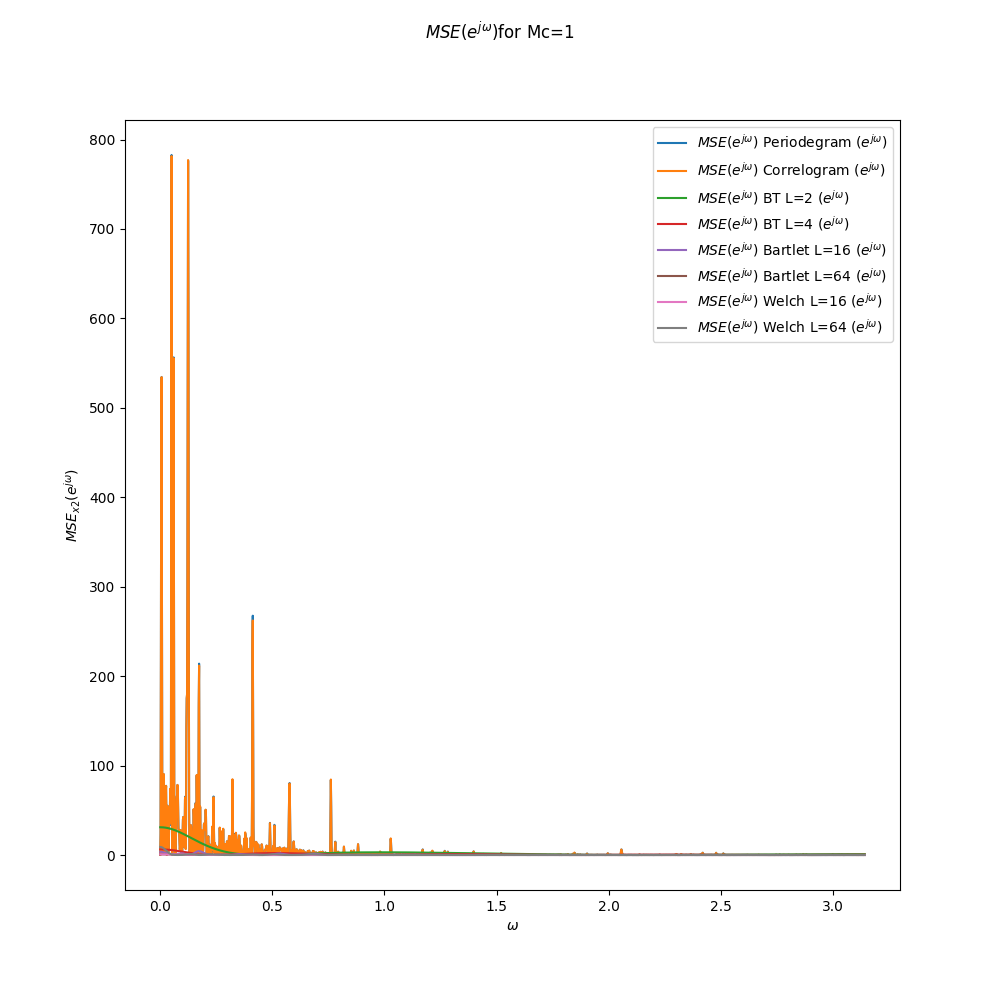 MSE(e^{jω})for Mc=1
800
700
600
500
400
300
200
100
0
MSE_{x2}(e^{jω})
MSE(e^{jω}) Periodegram (e^{jω})
MSE(e^{jω}) Correlogram (e^{jω})
MSE(e^{jω}) BT L=2 (e^{jω})
MSE(e^{jω}) BT L=4 (e^{jω})
MSE(e^{jω}) Bartlet L=16 (e^{jω})
MSE(e^{jω}) Bartlet L=64 (e^{jω})
MSE(e^{jω}) Welch L=16 (e^{jω})
MSE(e^{jω}) Welch L=64 (e^{jω})
0.0 0.5 1.0 1.5 2.0 2.5 3.0
ω